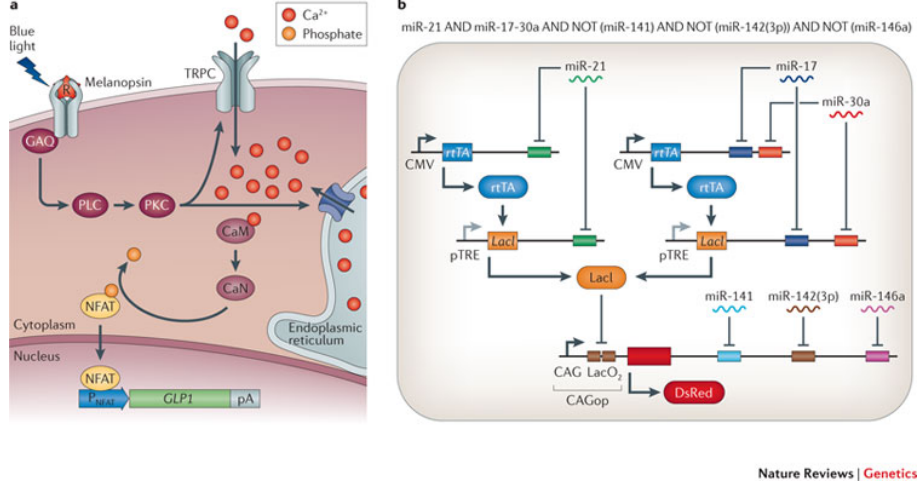 a
Blue
light
Melanopsin
R
GAQ
PLC
PKC
TRPC
Ca²⁺
Phosphate
CaM
CaN
NFAT
Cytoplasm
Nucleus
Endoplasmic
reticulum
NFAT
P_NFAT
GLP1
pA
b
miR-21 AND miR-17-30a AND NOT (miR-141) AND NOT (miR-142(3p)) AND NOT (miR-146a)
miR-21
miR-17
miR-30a
CMV
rtTA
CMV
rtTA
rtTA
rtTA
pTRE
LacI
pTRE
LacI
LacI
miR-141
miR-142(3p)
miR-146a
CAG LacO₂
CAGop
DsRed
Nature Reviews | Genetics